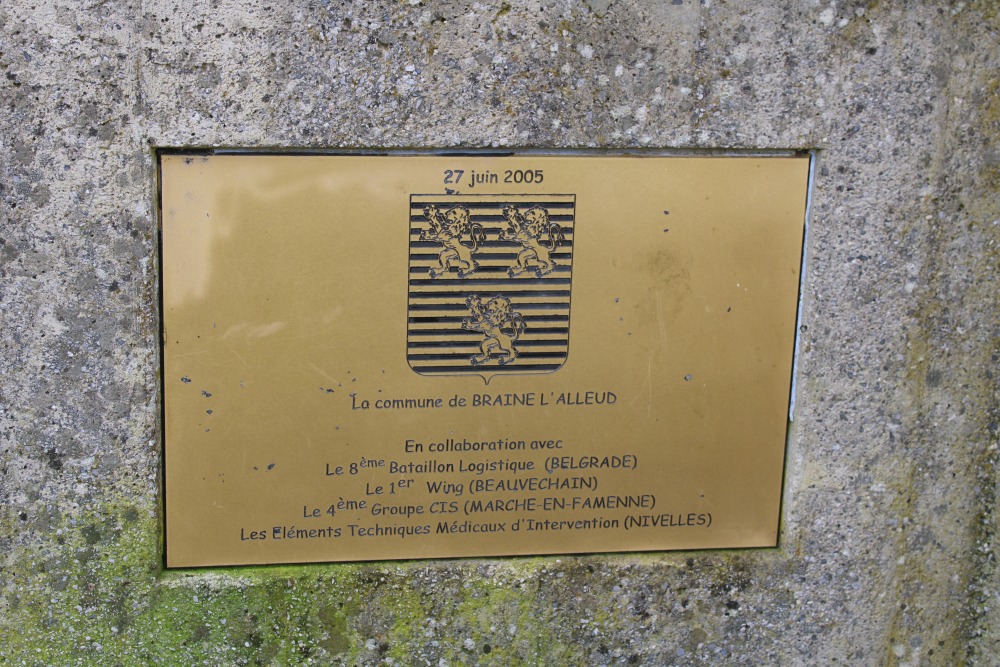 27 juin 2005
La commune de BRAINE L'ALLEUD
En collaboration avec
Le 8ème Bataillon Logistique (BELGRADE)
Le 1er Wing (BEAUVECHAIN)
Le 4ème Groupe CIS (MARCHE-EN-FAMENNE)
Les Eléments Techniques Médicaux d'Intervention (NIVELLES)